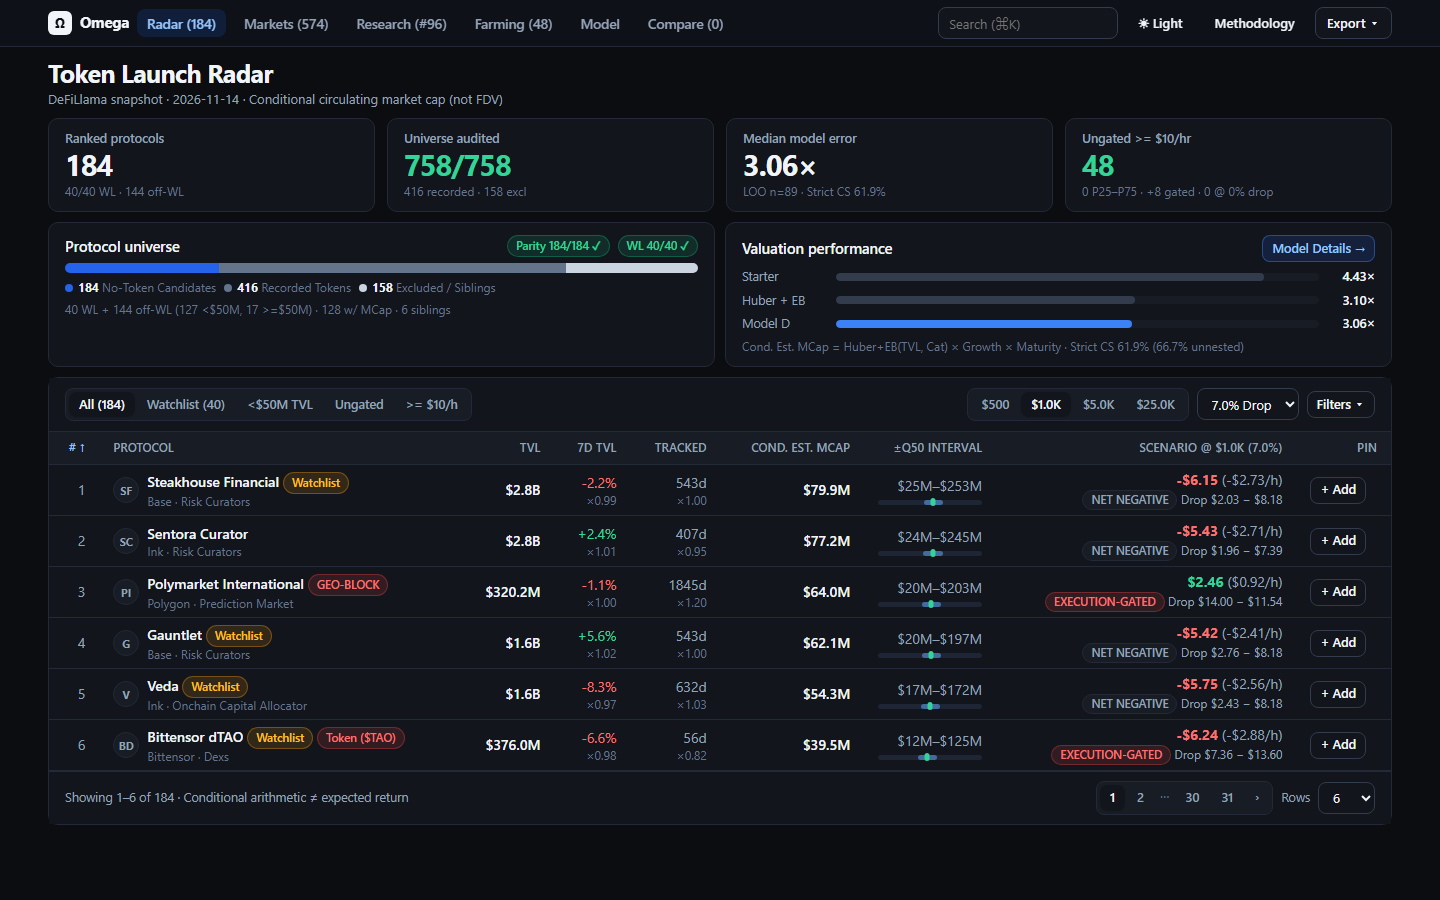 Ω Omega Radar (184) Markets (574) Research (#96) Farming (48) Model Compare (0) Search (⌘K) ☀ Light Methodology Export ▾
Token Launch Radar
DeFiLlama snapshot · 2026-11-14 · Conditional circulating market cap (not FDV)
Ranked protocols
184
40/40 WL · 144 off-WL
Universe audited
758/758
416 recorded · 158 excl
Median model error
3.06×
LOO n=89 · Strict CS 61.9%
Ungated >= $10/hr
48
0 P25–P75 · +8 gated · 0 @ 0% drop
Protocol universe Parity 184/184 ✓ WL 40/40 ✓
184 No-Token Candidates 416 Recorded Tokens 158 Excluded / Siblings
40 WL + 144 off-WL (127 <$50M, 17 >=$50M) · 128 w/ MCap · 6 siblings
Valuation performance Model Details →
Starter 4.43×
Huber + EB 3.10×
Model D 3.06×
Cond. Est. MCap = Huber+EB(TVL, Cat) × Growth × Maturity · Strict CS 61.9% (66.7% unnested)
All (184) Watchlist (40) <$50M TVL Ungated >= $10/h $500 $1.0K $5.0K $25.0K 7.0% Drop Filters ▾
# ↑ PROTOCOL TVL 7D TVL TRACKED COND. EST. MCAP ±Q50 INTERVAL SCENARIO @ $1.0K (7.0%) PIN
1 SF Steakhouse Financial Watchlist $2.8B -2.2% 543d $79.9M $25M–$253M -$6.15 (-$2.73/h) + Add
Base · Risk Curators ×0.99 ×1.00 NET NEGATIVE Drop $2.03 – $8.18
2 SC Sentora Curator $2.8B +2.4% 407d $77.2M $24M–$245M -$5.43 (-$2.71/h) + Add
Ink · Risk Curators ×1.01 ×0.95 NET NEGATIVE Drop $1.96 – $7.39
3 PI Polymarket International GEO-BLOCK $320.2M -1.1% 1845d $64.0M $20M–$203M $2.46 ($0.92/h) + Add
Polygon · Prediction Market ×1.00 ×1.20 EXECUTION-GATED Drop $14.00 – $11.54
4 G Gauntlet Watchlist $1.6B +5.6% 543d $62.1M $20M–$197M -$5.42 (-$2.41/h) + Add
Base · Risk Curators ×1.02 ×1.00 NET NEGATIVE Drop $2.76 – $8.18
5 V Veda Watchlist $1.6B -8.3% 632d $54.3M $17M–$172M -$5.75 (-$2.56/h) + Add
Ink · Onchain Capital Allocator ×0.97 ×1.03 NET NEGATIVE Drop $2.43 – $8.18
6 BD Bittensor dTAO Watchlist Token ($TAO) $376.0M -6.6% 56d $39.5M $12M–$125M -$6.24 (-$2.88/h) + Add
Bittensor · Dexs ×0.98 ×0.82 EXECUTION-GATED Drop $7.36 – $13.60
Showing 1–6 of 184 · Conditional arithmetic ≠ expected return 1 2 ··· 30 31 › Rows 6